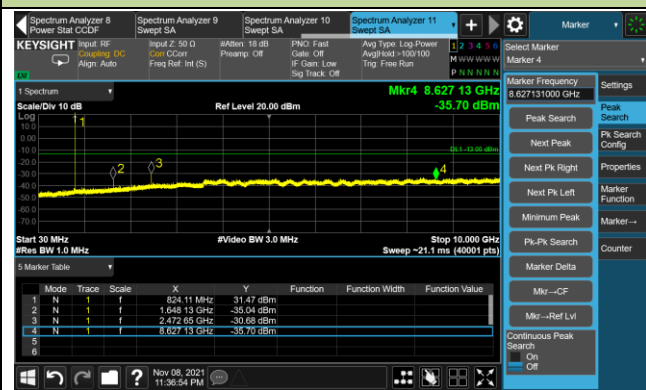 Spectrum Analyzer 8 Spectrum Analyzer 9 Spectrum Analyzer 10 Spectrum Analyzer 11 Marker
Power Stat CCDF Swept SA Swept SA Swept SA
KEYSIGHT Input: RF Input Z: 50 Ω #Atten: 18 dB PNO: Fast Avg Type: Log-Power 1 2 3 4 5 6 Select Marker
Coupling: DC Corr CCorr Preamp: Off Gate: Off Avg|Hold:>100/100 M W W W W W Marker 4
Align: Auto Freq Ref: Int (S) IF Gain: Low Trig: Free Run P N N N N N
Sig Track: Off
LXI
1 Spectrum Mkr4 8.627 13 GHz Marker Frequency Settings
Scale/Div 10 dB Ref Level 20.00 dBm -35.70 dBm 8.627131000 GHz
Log Peak Search
10.0 1 Peak Search
0.00 Next Peak Pk Search Config
-10.0 DL1 -13.00 dBm
-20.0 2 3 4 Next Pk Right Properties
-30.0
-40.0 Next Pk Left Marker Function
-50.0
-60.0 Minimum Peak Marker→
-70.0
Start 30 MHz #Video BW 3.0 MHz Stop 10.000 GHz Pk-Pk Search Counter
#Res BW 1.0 MHz Sweep ~21.1 ms (40001 pts)
5 Marker Table Marker Delta
Mode Trace Scale X Y Function Function Width Function Value
1 N 1 f 824.11 MHz 31.47 dBm Mkr→CF
2 N 1 f 1.648 13 GHz -35.04 dBm
3 N 1 f 2.472 65 GHz -30.68 dBm Mkr→Ref Lvl
4 N 1 f 8.627 13 GHz -35.70 dBm
5 Continuous Peak Search
6 On
Off
? Nov 08, 2021
11:36:54 PM